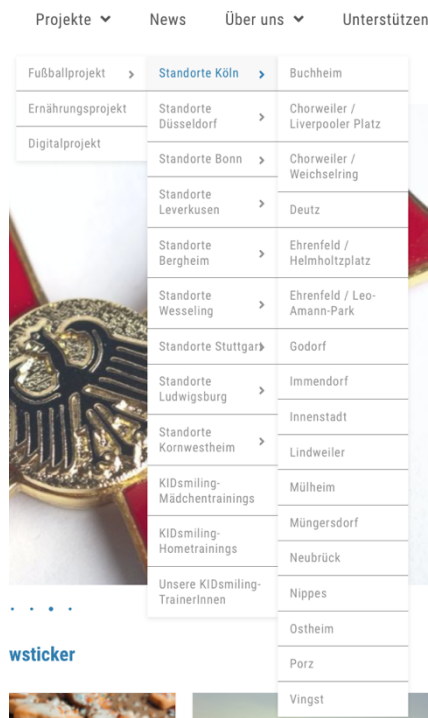 Projekte News Über uns Unterstützen
Fußballprojekt
Ernährungsprojekt
Digitalprojekt
Standorte Köln
Standorte
Düsseldorf
Standorte Bonn
Standorte
Leverkusen
Standorte
Bergheim
Standorte
Wesseling
Standorte Stuttgart
Standorte
Ludwigsburg
Standorte
Kornwestheim
KIDsmiling-
Mädchentrainings
KIDsmiling-
Hometrainings
Unsere KIDsmiling-
TrainerInnen
Buchheim
Chorweiler /
Liverpooler Platz
Chorweiler /
Weichselring
Deutz
Ehrenfeld /
Helmholtzplatz
Ehrenfeld / Leo-
Amann-Park
Godorf
Immendorf
Innenstadt
Lindweiler
Mülheim
Müngersdorf
Neubrück
Nippes
Ostheim
Porz
Vingst
wsticker